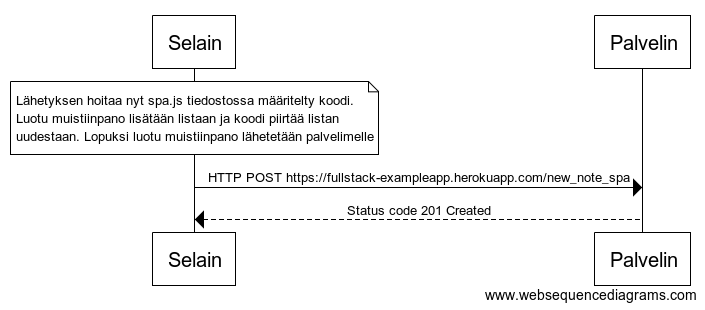 Selain
Palvelin
Lähetyksen hoitaa nyt spa.js tiedostossa määritelty koodi.
Luotu muistiinpano lisätään listaan ja koodi piirtää listan
uudestaan. Lopuksi luotu muistiinpano lähetetään palvelimelle
HTTP POST https://fullstack-exampleapp.herokuapp.com/new_note_spa
Status code 201 Created
Selain
Palvelin
www.websequencediagrams.com